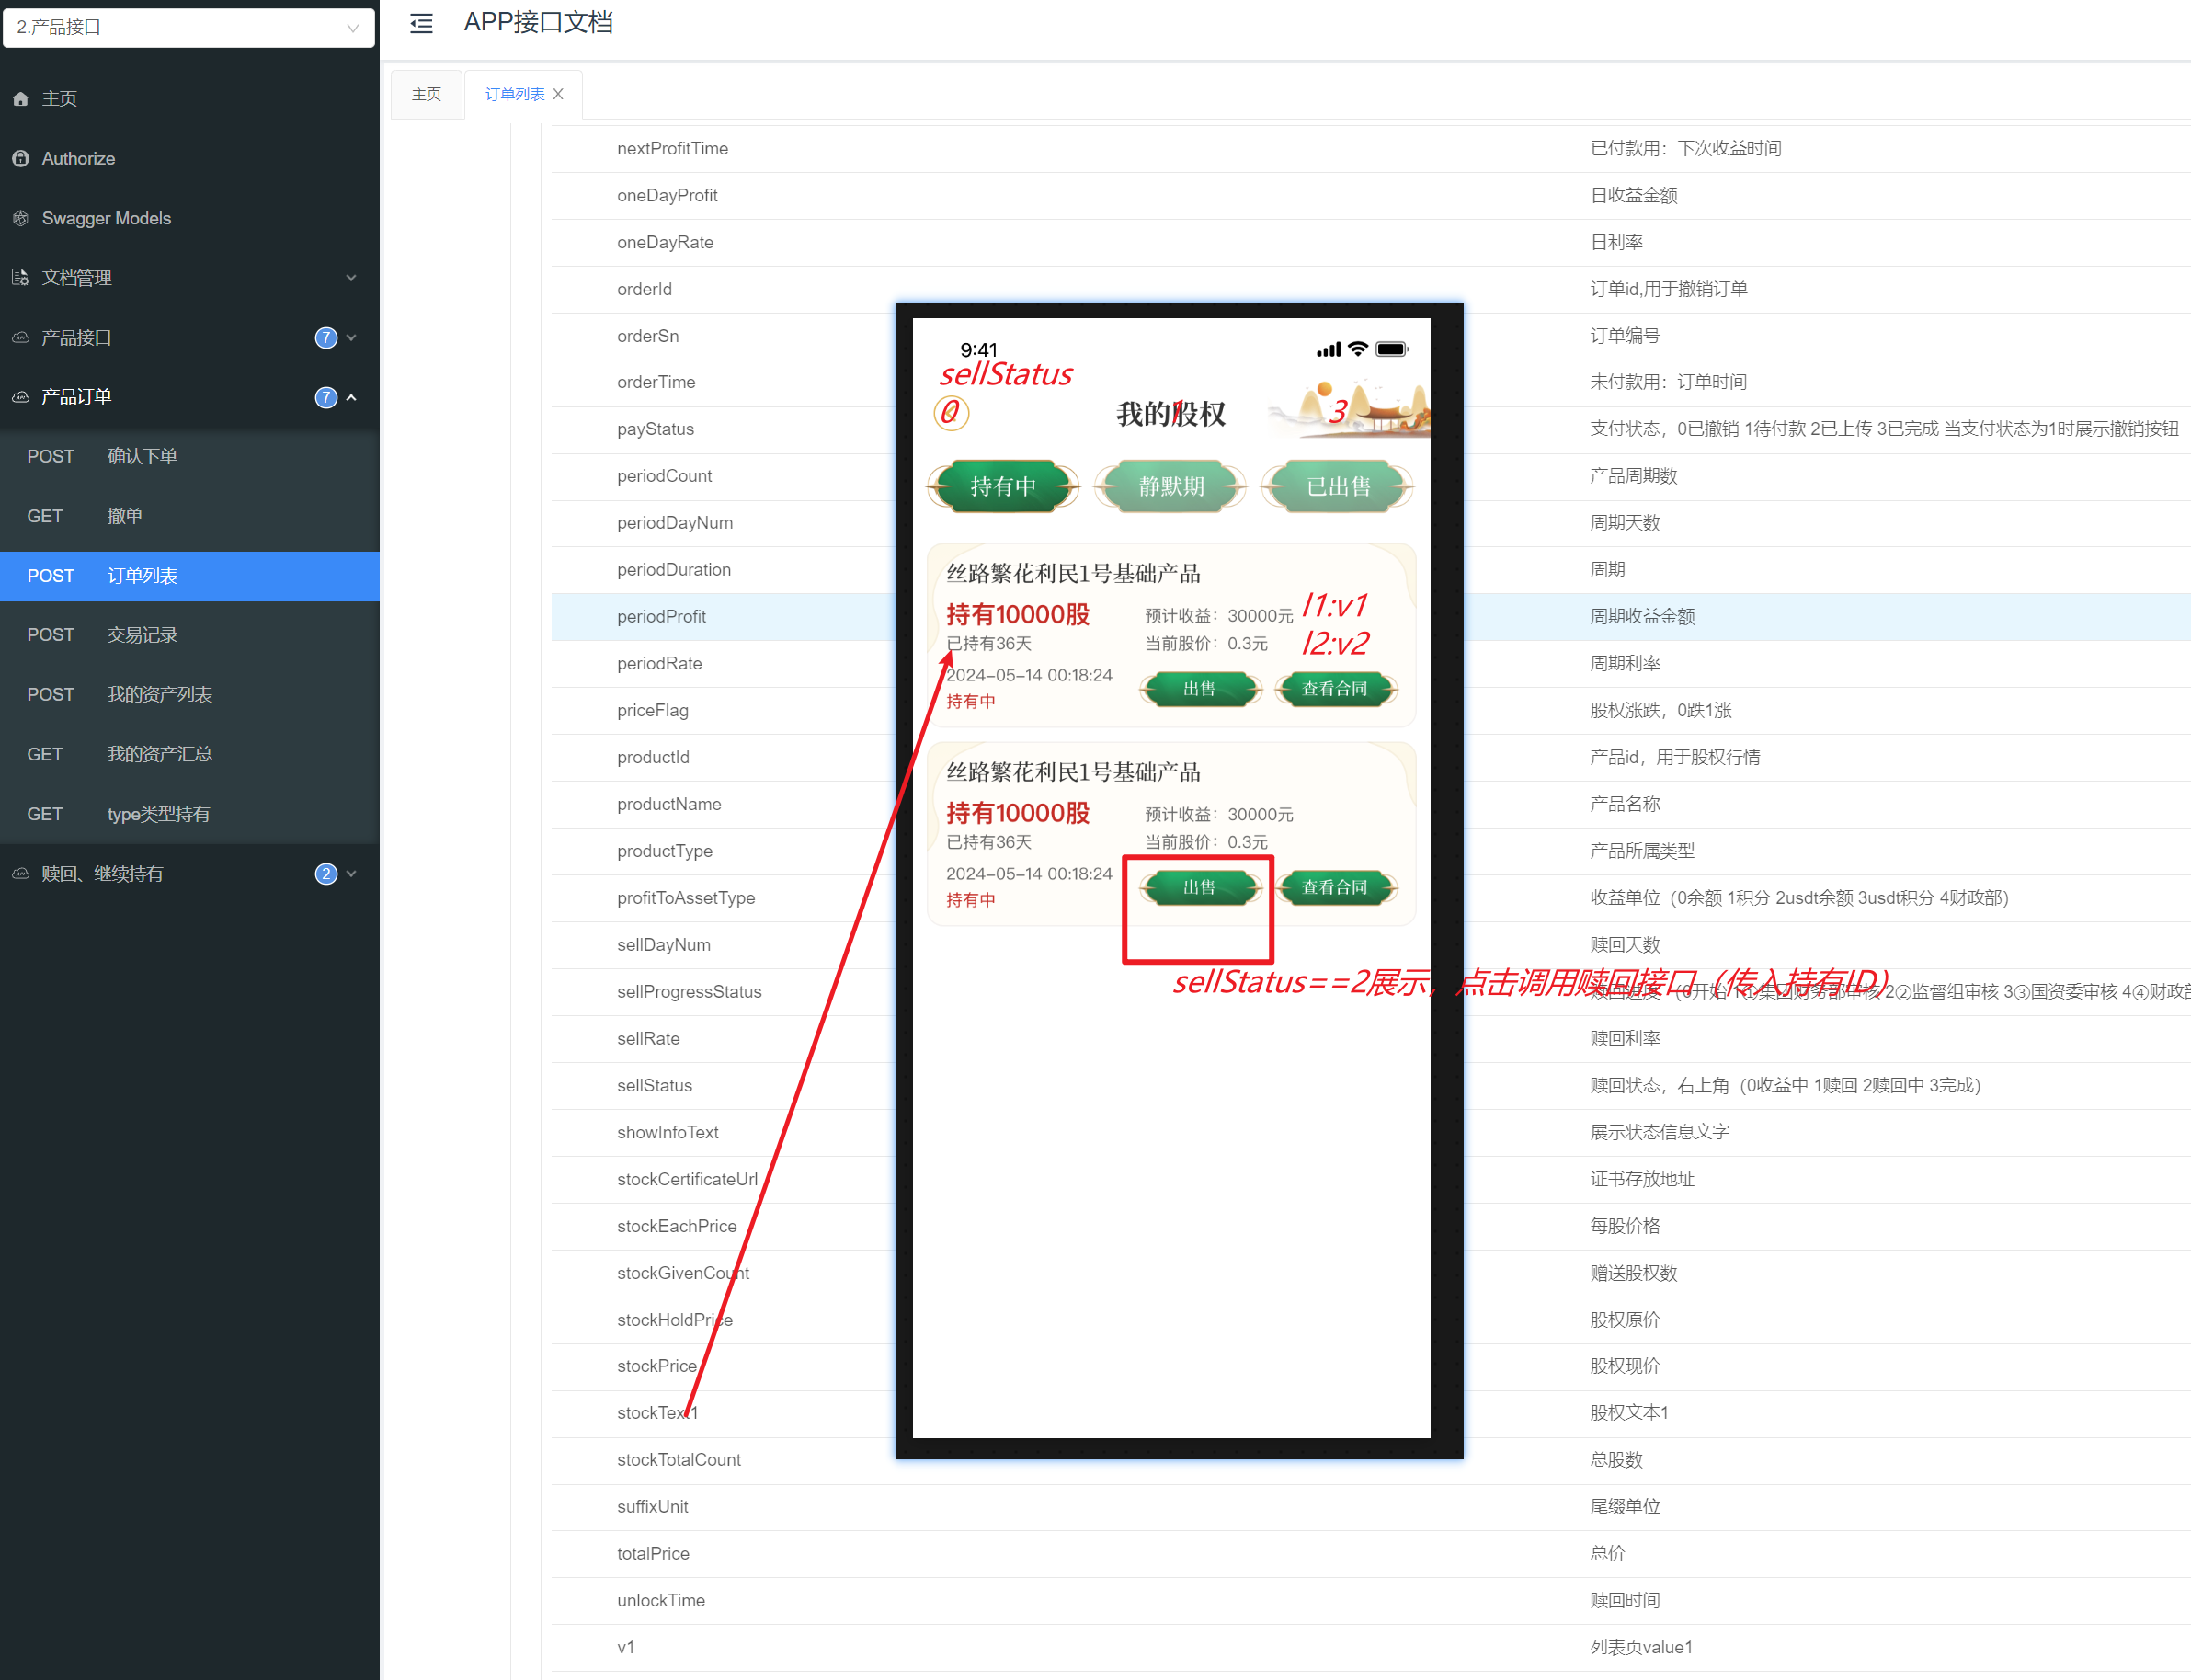 2.产品接口
APP接口文档
主页
订单列表
主页
Authorize
Swagger Models
文档管理
产品接口 7
产品订单 7
POST 确认下单
GET 撤单
POST 订单列表
POST 交易记录
POST 我的资产列表
GET 我的资产汇总
GET type类型持有
赎回、继续持有 2
nextProfitTime 已付款用：下次收益时间
oneDayProfit 日收益金额
oneDayRate 日利率
orderId 订单id,用于撤销订单
orderSn 订单编号
orderTime 未付款用：订单时间
payStatus 支付状态，0已撤销 1待付款 2已上传 3已完成 当支付状态为1时展示撤销按钮
periodCount 产品周期数
periodDayNum 周期天数
periodDuration 周期
periodProfit 周期收益金额
periodRate 周期利率
priceFlag 股权涨跌，0跌1涨
productId 产品id，用于股权行情
productName 产品名称
productType 产品所属类型
profitToAssetType 收益单位（0余额 1积分 2usdt余额 3usdt积分 4财政部）
sellDayNum 赎回天数
sellProgressStatus 赎回进度（0开始 1①集团财务部审核 2②监督组审核 3③国资委审核 4④财政部
sellRate 赎回利率
sellStatus 赎回状态，右上角（0收益中 1赎回 2赎回中 3完成）
showInfoText 展示状态信息文字
stockCertificateUrl 证书存放地址
stockEachPrice 每股价格
stockGivenCount 赠送股权数
stockHoldPrice 股权原价
stockPrice 股权现价
stockText1 股权文本1
stockTotalCount 总股数
suffixUnit 尾缀单位
totalPrice 总价
unlockTime 赎回时间
v1 列表页value1
9:41
sellStatus
0 1 3
我的股权
持有中 静默期 已出售
丝路繁花利民1号基础产品
持有10000股 预计收益：30000元 l1:v1
已持有36天 当前股价：0.3元 l2:v2
2024-05-14 00:18:24
持有中
出售 查看合同
丝路繁花利民1号基础产品
持有10000股 预计收益：30000元
已持有36天 当前股价：0.3元
2024-05-14 00:18:24
持有中
出售 查看合同
sellStatus==2展示，点击调用赎回接口（传入持有ID）